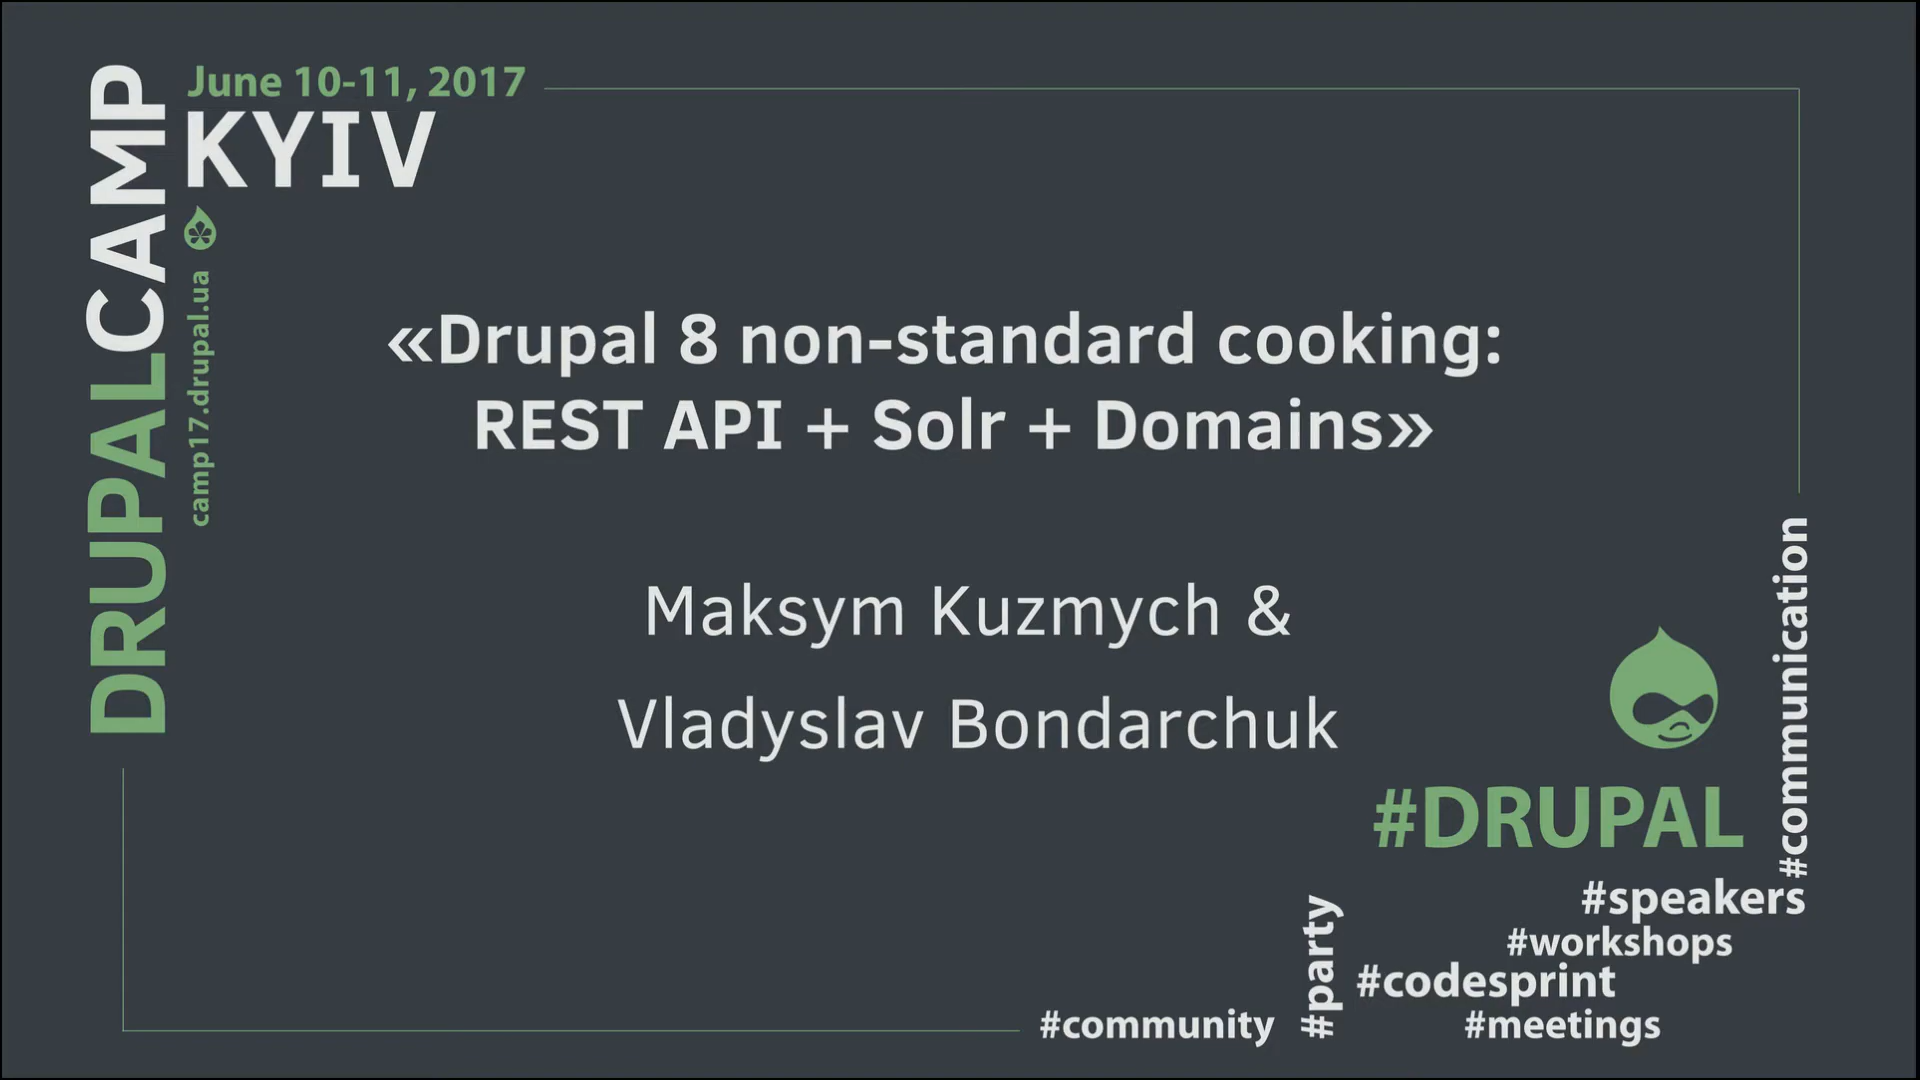 June 10-11, 2017
DRUPALCAMP
KYIV
camp17.drupal.ua
«Drupal 8 non-standard cooking:
REST API + Solr + Domains»
Maksym Kuzmych &
Vladyslav Bondarchuk
#communication
#DRUPAL
#speakers
#workshops
#party
#codesprint
#community
#meetings